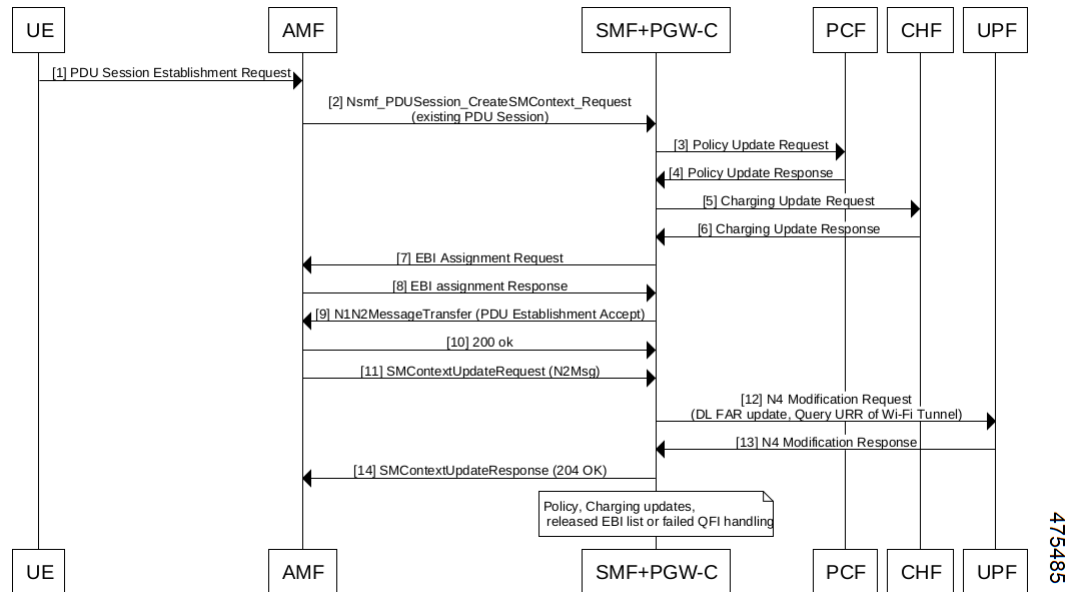 UE AMF SMF+PGW-C PCF CHF UPF
[1] PDU Session Establishment Request
[2] Nsmf_PDUSession_CreateSMContext_Request
(existing PDU Session)
[3] Policy Update Request
[4] Policy Update Response
[5] Charging Update Request
[6] Charging Update Response
[7] EBI Assignment Request
[8] EBI assignment Response
[9] N1N2MessageTransfer (PDU Establishment Accept)
[10] 200 ok
[11] SMContextUpdateRequest (N2Msg)
[12] N4 Modification Request
(DL FAR update, Query URR of Wi-Fi Tunnel)
[13] N4 Modification Response
[14] SMContextUpdateResponse (204 OK)
Policy, Charging updates,
released EBI list or failed QFI handling
UE AMF SMF+PGW-C PCF CHF UPF
475485